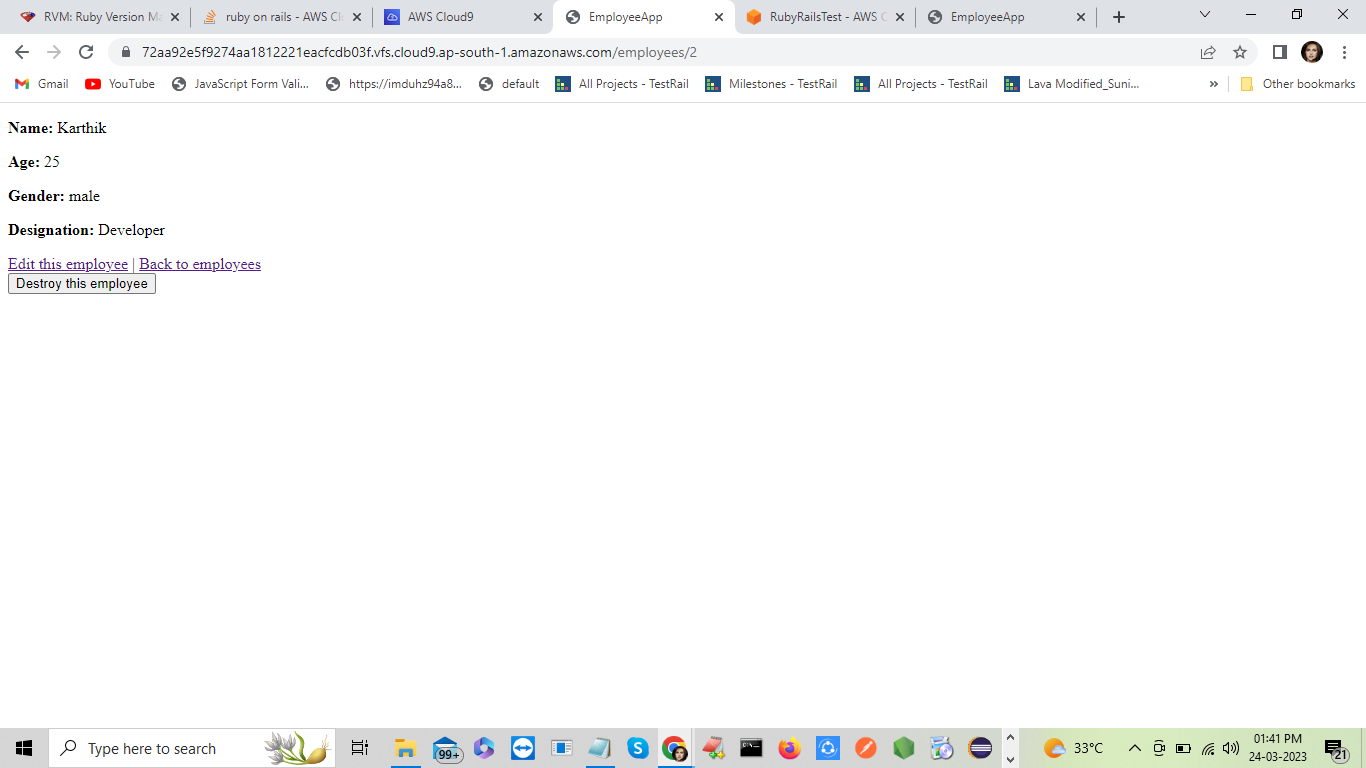 RVM: Ruby Version Ma
ruby on rails - AWS Cl
AWS Cloud9
EmployeeApp
RubyRailsTest - AWS C
EmployeeApp
72aa92e5f9274aa1812221eacfcdb03f.vfs.cloud9.ap-south-1.amazonaws.com/employees/2
Gmail
YouTube
JavaScript Form Vali...
https://imduhz94a8...
default
All Projects - TestRail
Milestones - TestRail
All Projects - TestRail
Lava Modified_Suni...
»
Other bookmarks
Name: Karthik
Age: 25
Gender: male
Designation: Developer
Edit this employee | Back to employees
Destroy this employee
Type here to search
99+
33°C
01:41 PM
24-03-2023
21